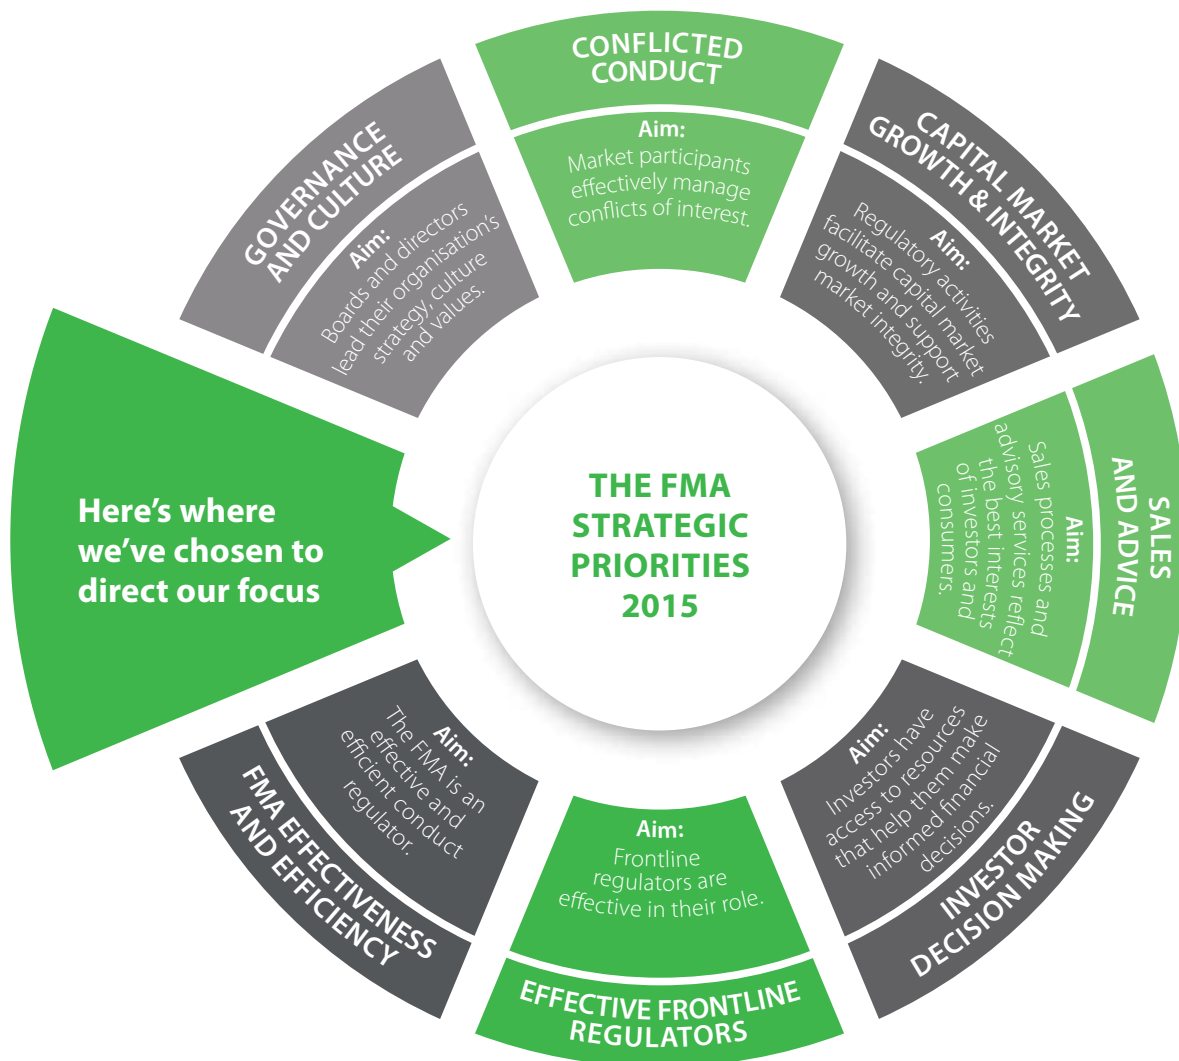 THE FMA
STRATEGIC
PRIORITIES
2015
Here’s where
we’ve chosen to
direct our focus
GOVERNANCE
AND CULTURE
Aim:
Boards and directors
lead their organisation’s
strategy, culture
and values.
CONFLICTED
CONDUCT
Aim:
Market participants
effectively manage
conflicts of interest.
CAPITAL MARKET
GROWTH & INTEGRITY
Aim:
Regulatory activities
facilitate capital market
growth and support
market integrity.
SALES
AND ADVICE
Aim:
Sales processes and
advisory services reflect
the best interests
of investors and
consumers.
Aim:
Investors have
access to resources
that help them make
informed financial
decisions.
INVESTOR
DECISION MAKING
Aim:
Frontline
regulators are
effective in their role.
EFFECTIVE FRONTLINE
REGULATORS
Aim:
The FMA is an
effective and
efficient conduct
regulator.
FMA EFFECTIVENESS
AND EFFICIENCY